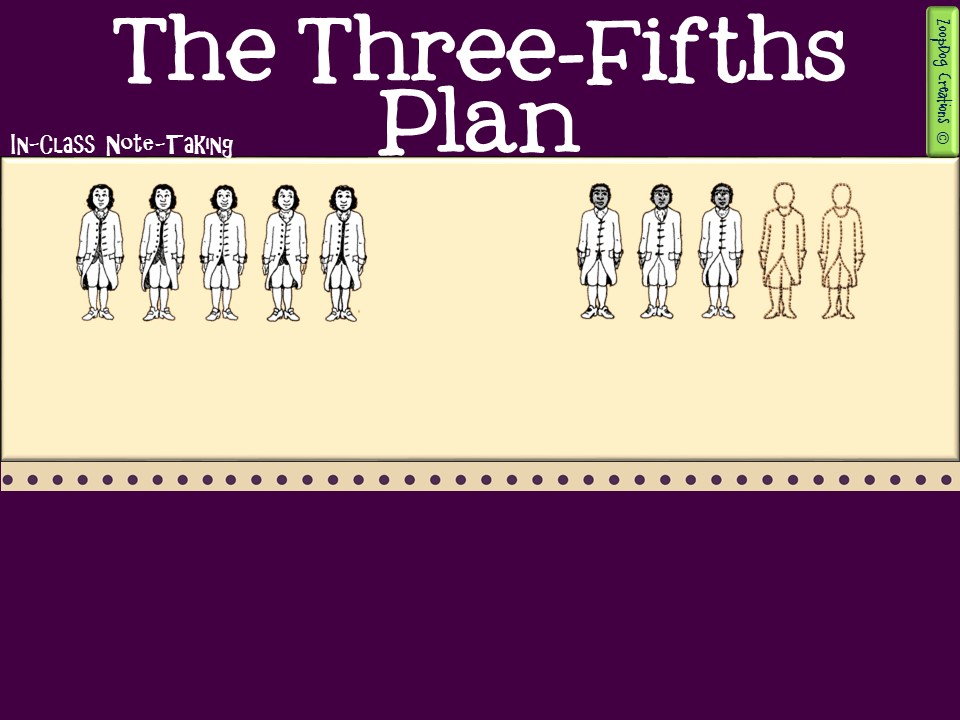 The Three-Fifths
Plan
In-Class Note-Taking
ZoopDog Creations ©